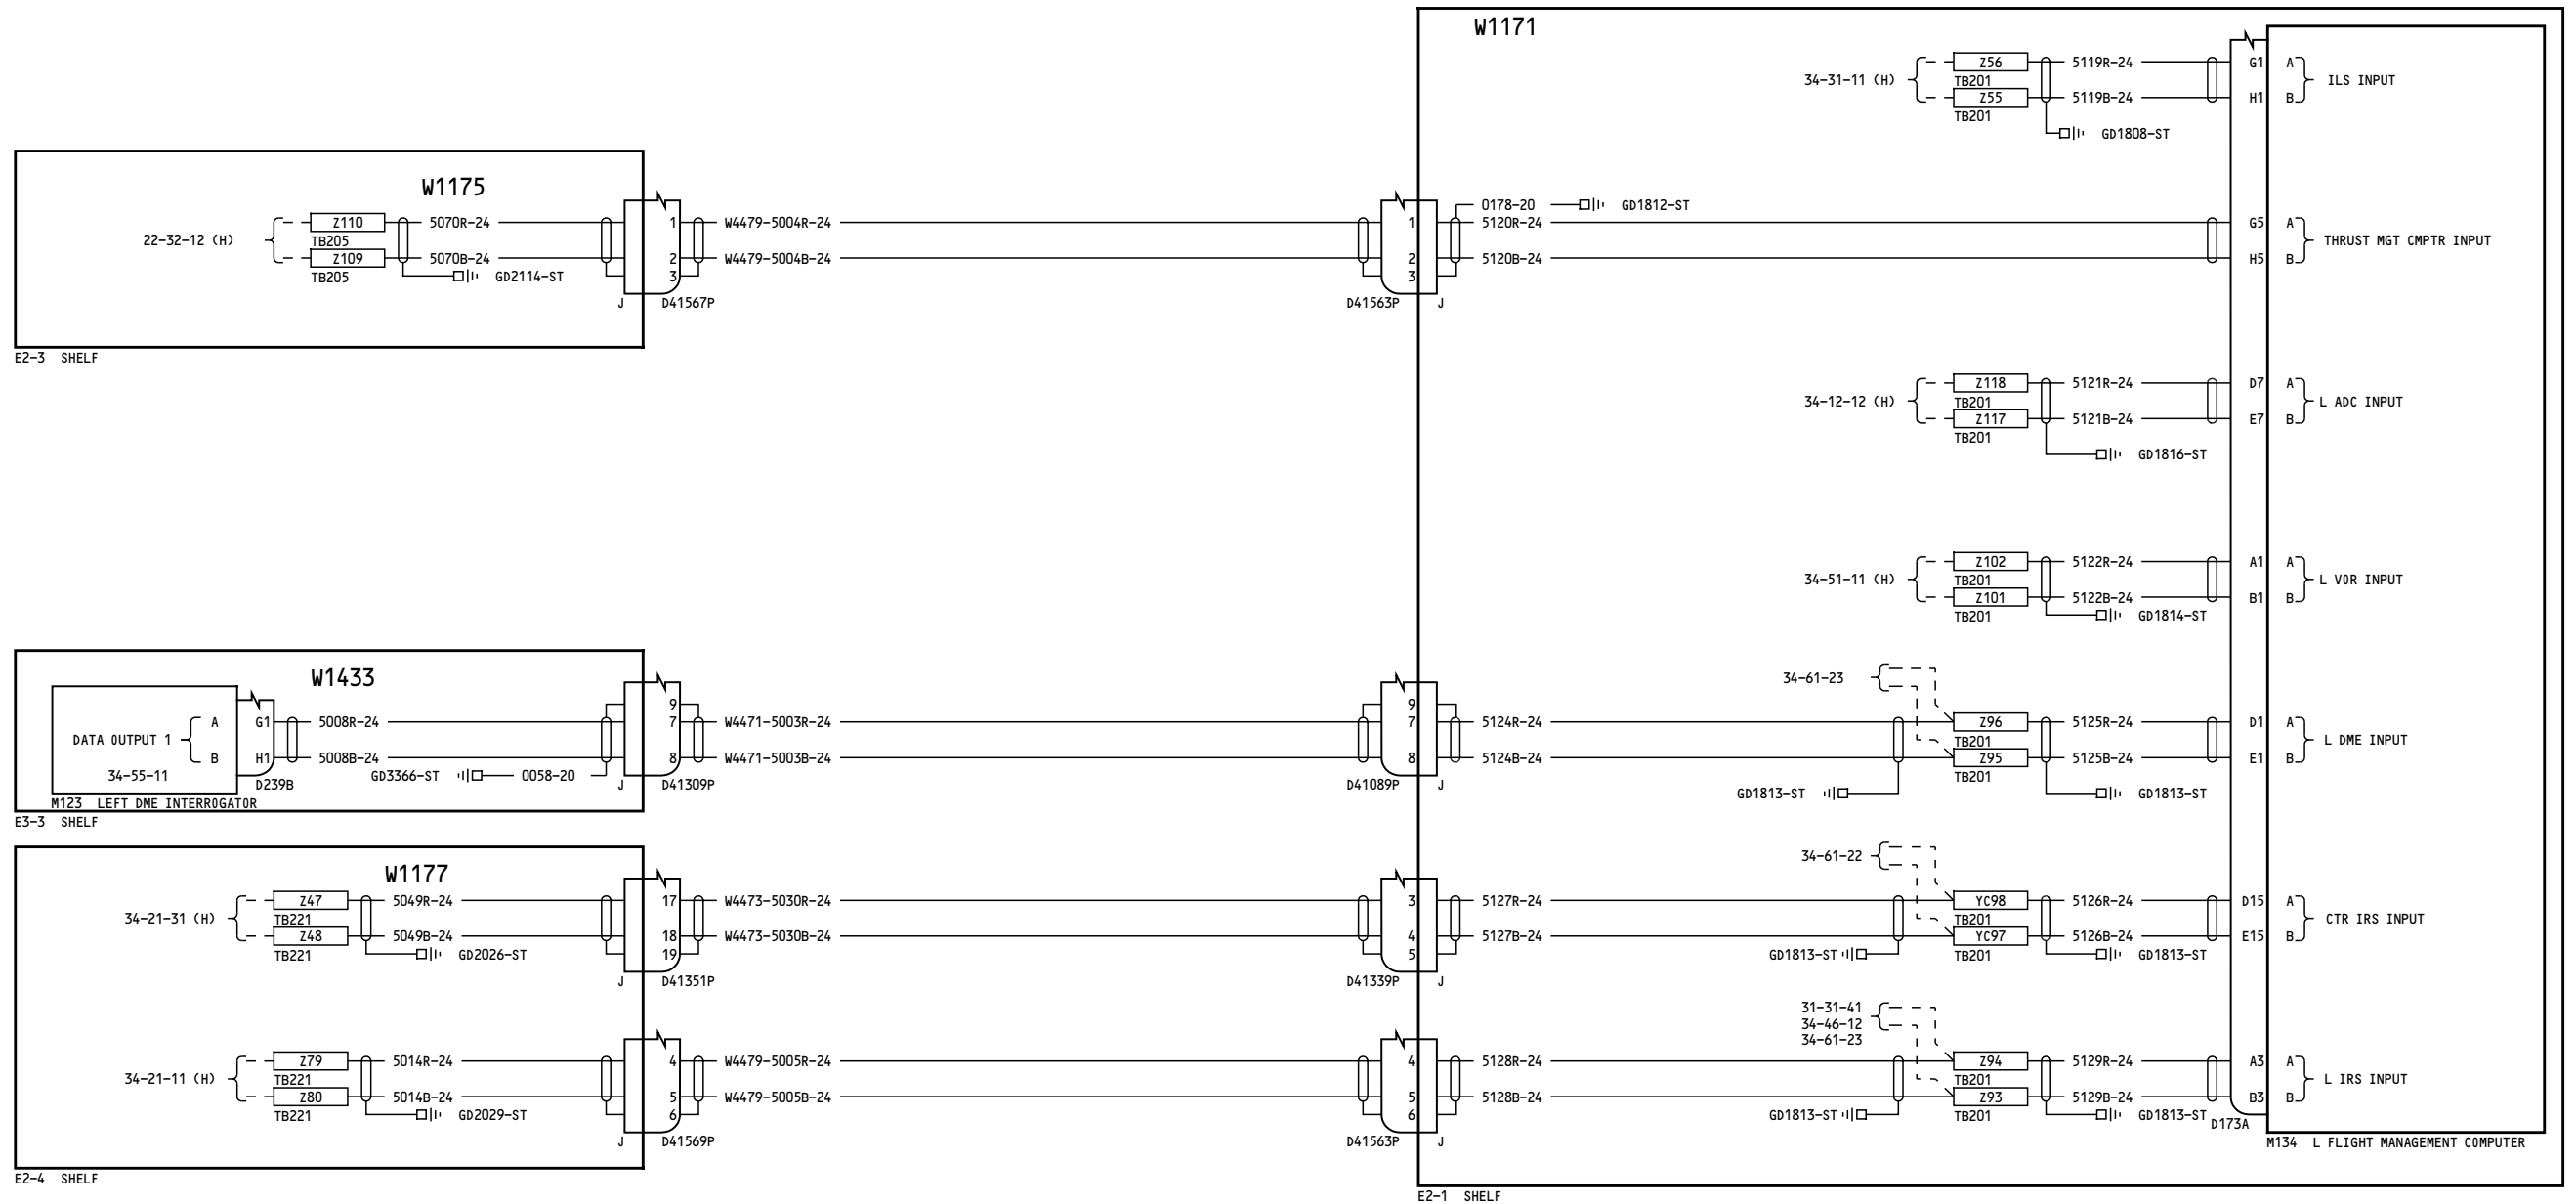 W1171
34-31-11 (H)
Z56
5119R-24
G1
A
TB201
ILS INPUT
Z55
5119B-24
H1
B
TB201
GD1808-ST
W1175
22-32-12 (H)
Z110
5070R-24
1
W4479-5004R-24
1
0178-20
GD1812-ST
5120R-24
G5
A
TB205
THRUST MGT CMPTR INPUT
Z109
5070B-24
2
W4479-5004B-24
2
5120B-24
H5
B
TB205
GD2114-ST
3
3
J
D41567P
D41563P
J
E2-3 SHELF
34-12-12 (H)
Z118
5121R-24
D7
A
TB201
L ADC INPUT
Z117
5121B-24
E7
B
TB201
GD1816-ST
34-51-11 (H)
Z102
5122R-24
A1
A
TB201
L VOR INPUT
Z101
5122B-24
B1
B
TB201
GD1814-ST
W1433
34-61-23
9
9
DATA OUTPUT 1
A
G1
5008R-24
7
W4471-5003R-24
7
5124R-24
Z96
5125R-24
D1
A
TB201
L DME INPUT
B
H1
5008B-24
8
W4471-5003B-24
8
5124B-24
Z95
5125B-24
E1
B
TB201
34-55-11
D239B
GD3366-ST
0058-20
J
D41309P
D41089P
J
GD1813-ST
GD1813-ST
M123 LEFT DME INTERROGATOR
E3-3 SHELF
W1177
34-61-22
34-21-31 (H)
Z47
5049R-24
17
W4473-5030R-24
3
5127R-24
YC98
5126R-24
D15
A
TB221
TB201
CTR IRS INPUT
Z48
5049B-24
18
W4473-5030B-24
4
5127B-24
YC97
5126B-24
E15
B
TB221
GD2026-ST
19
5
GD1813-ST
TB201
GD1813-ST
J
D41351P
D41339P
J
31-31-41
34-46-12
34-61-23
34-21-11 (H)
Z79
5014R-24
4
W4479-5005R-24
4
5128R-24
Z94
5129R-24
A3
A
TB221
TB201
L IRS INPUT
Z80
5014B-24
5
W4479-5005B-24
5
5128B-24
Z93
5129B-24
B3
B
TB221
GD2029-ST
6
6
GD1813-ST
TB201
GD1813-ST
D173A
J
D41569P
D41563P
J
M134 L FLIGHT MANAGEMENT COMPUTER
E2-4 SHELF
E2-1 SHELF